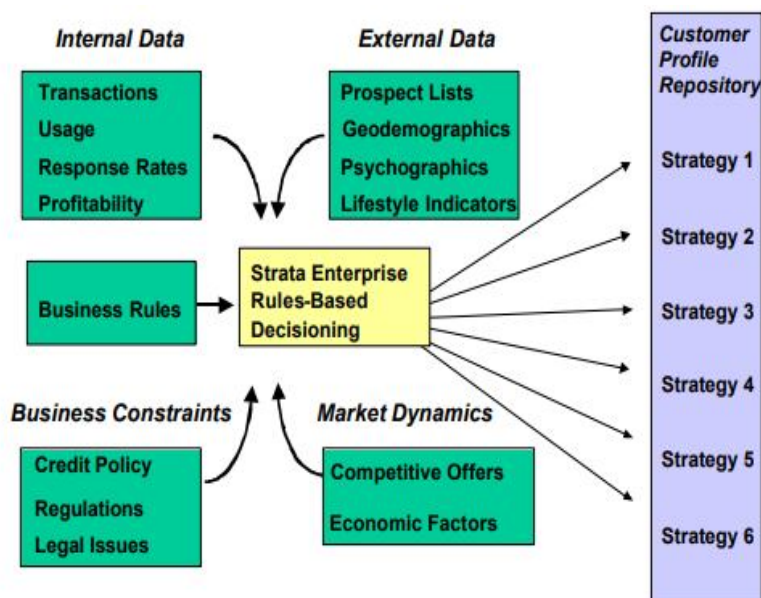 Internal Data
Transactions
Usage
Response Rates
Profitability
External Data
Prospect Lists
Geodemographics
Psychographics
Lifestyle Indicators
Business Rules
Strata Enterprise
Rules-Based
Decisioning
Business Constraints
Credit Policy
Regulations
Legal Issues
Market Dynamics
Competitive Offers
Economic Factors
Customer
Profile
Repository
Strategy 1
Strategy 2
Strategy 3
Strategy 4
Strategy 5
Strategy 6